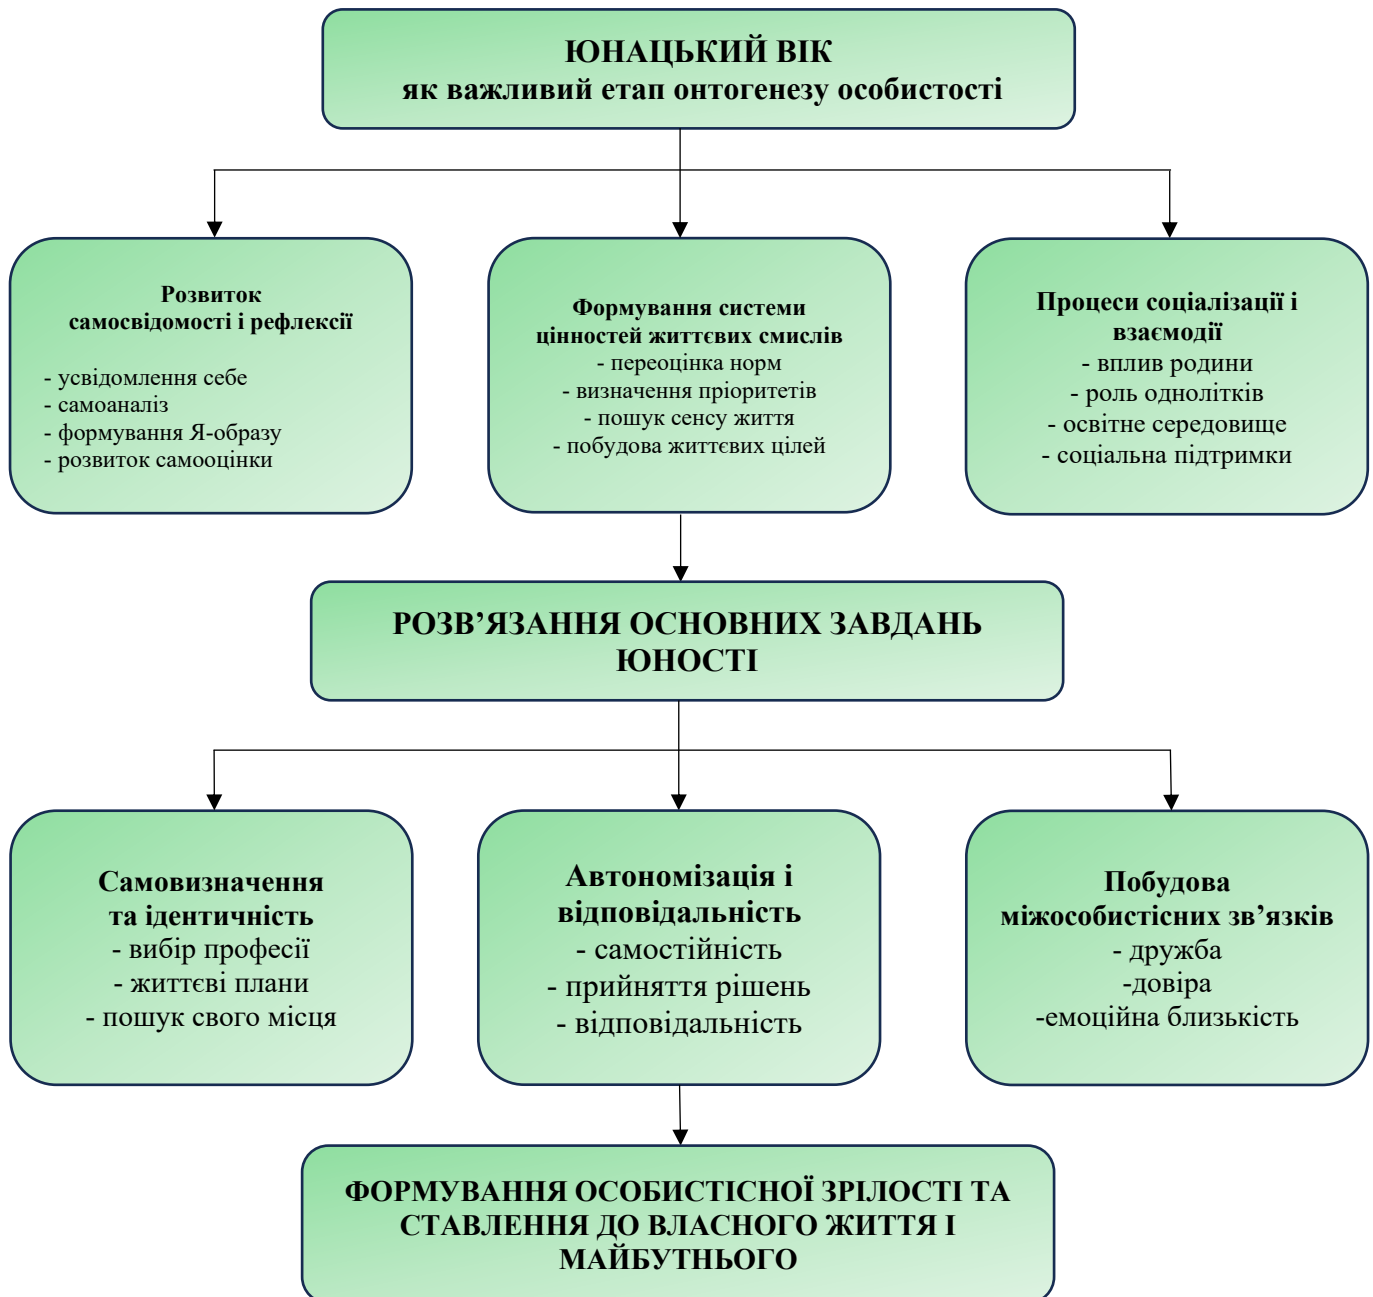 ЮНАЦЬКИЙ ВІК
як важливий етап онтогенезу особистості
Розвиток
самосвідомості і рефлексії
- усвідомлення себе
- самоаналіз
- формування Я-образу
- розвиток самооцінки
Формування системи
цінностей життєвих смислів
- переоцінка норм
- визначення пріоритетів
- пошук сенсу життя
- побудова життєвих цілей
Процеси соціалізації і
взаємодії
- вплив родини
- роль однолітків
- освітнє середовище
- соціальна підтримки
РОЗВ’ЯЗАННЯ ОСНОВНИХ ЗАВДАНЬ
ЮНОСТІ
Самовизначення
та ідентичність
- вибір професії
- життєві плани
- пошук свого місця
Автономізація і
відповідальність
- самостійність
- прийняття рішень
- відповідальність
Побудова
міжособистісних зв’язків
- дружба
-довіра
-емоційна близькість
ФОРМУВАННЯ ОСОБИСТІСНОЇ ЗРІЛОСТІ ТА
СТАВЛЕННЯ ДО ВЛАСНОГО ЖИТТЯ І
МАЙБУТНЬОГО